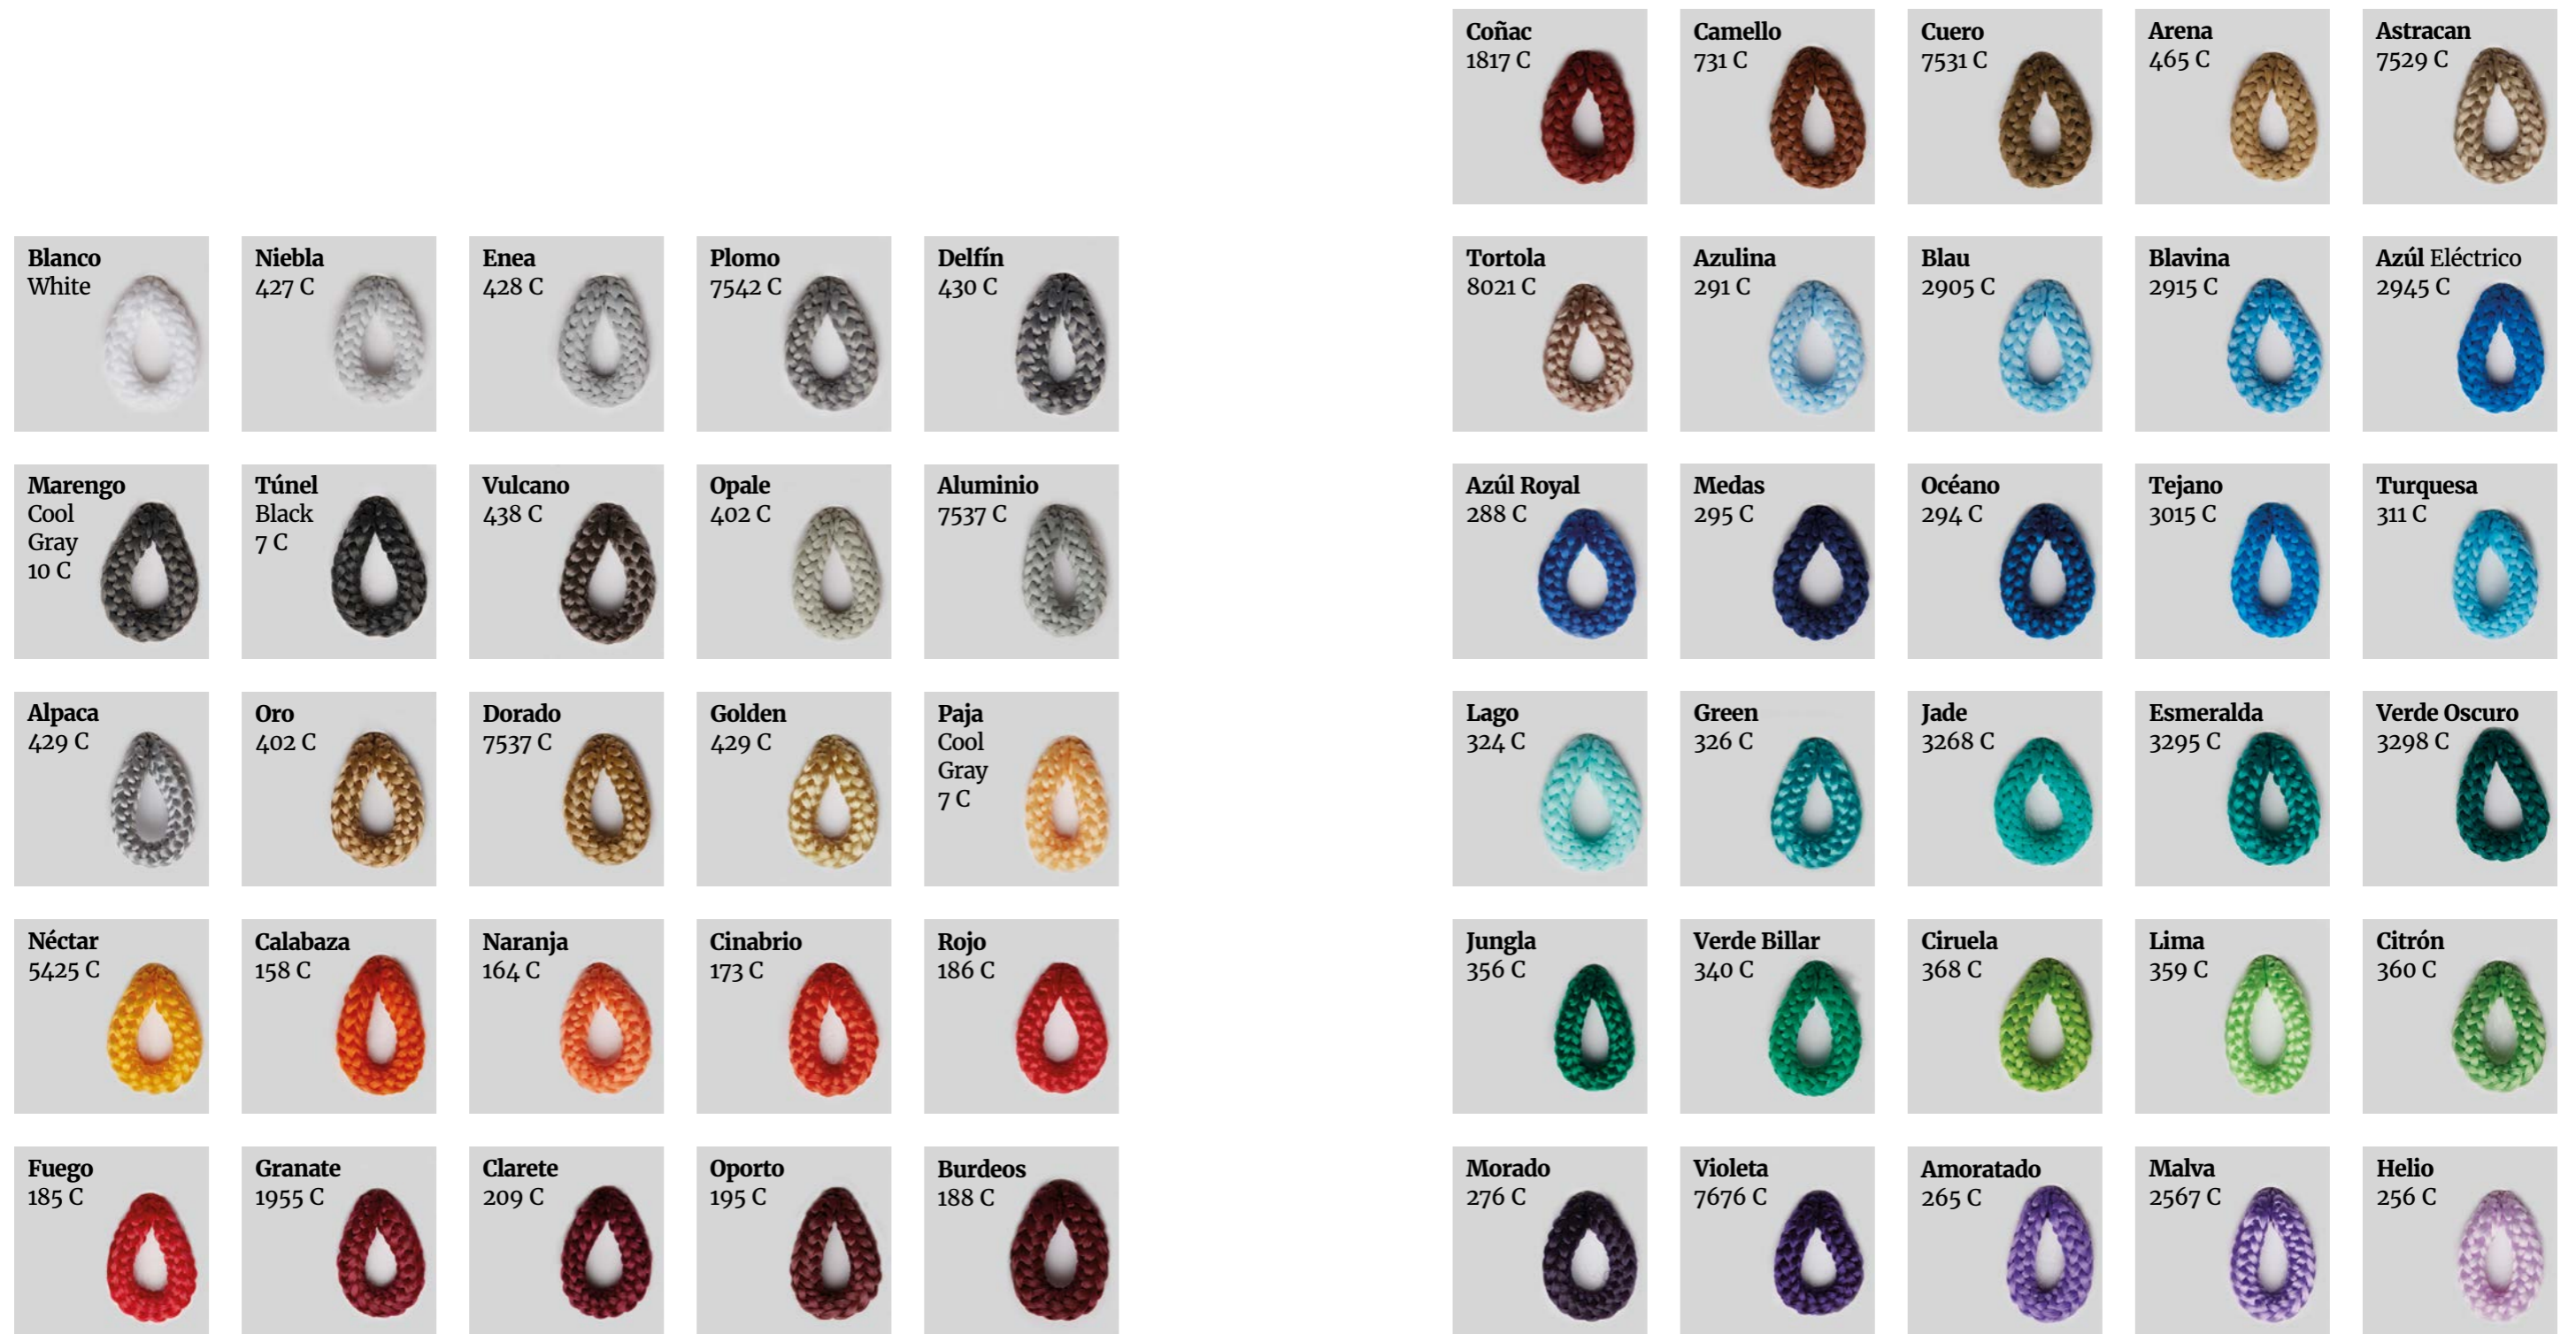 Coñac
1817 C
Camello
731 C
Cuero
7531 C
Arena
465 C
Astracan
7529 C
Blanco
White
Niebla
427 C
Enea
428 C
Plomo
7542 C
Delfín
430 C
Tortola
8021 C
Azulina
291 C
Blau
2905 C
Blavina
2915 C
Azúl Eléctrico
2945 C
Marengo
Cool
Gray
10 C
Túnel
Black
7 C
Vulcano
438 C
Opale
402 C
Aluminio
7537 C
Azúl Royal
288 C
Medas
295 C
Océano
294 C
Tejano
3015 C
Turquesa
311 C
Alpaca
429 C
Oro
402 C
Dorado
7537 C
Golden
429 C
Paja
Cool
Gray
7 C
Lago
324 C
Green
326 C
Jade
3268 C
Esmeralda
3295 C
Verde Oscuro
3298 C
Néctar
5425 C
Calabaza
158 C
Naranja
164 C
Cinabrio
173 C
Rojo
186 C
Jungla
356 C
Verde Billar
340 C
Ciruela
368 C
Lima
359 C
Citrón
360 C
Fuego
185 C
Granate
1955 C
Clarete
209 C
Oporto
195 C
Burdeos
188 C
Morado
276 C
Violeta
7676 C
Amoratado
265 C
Malva
2567 C
Helio
256 C